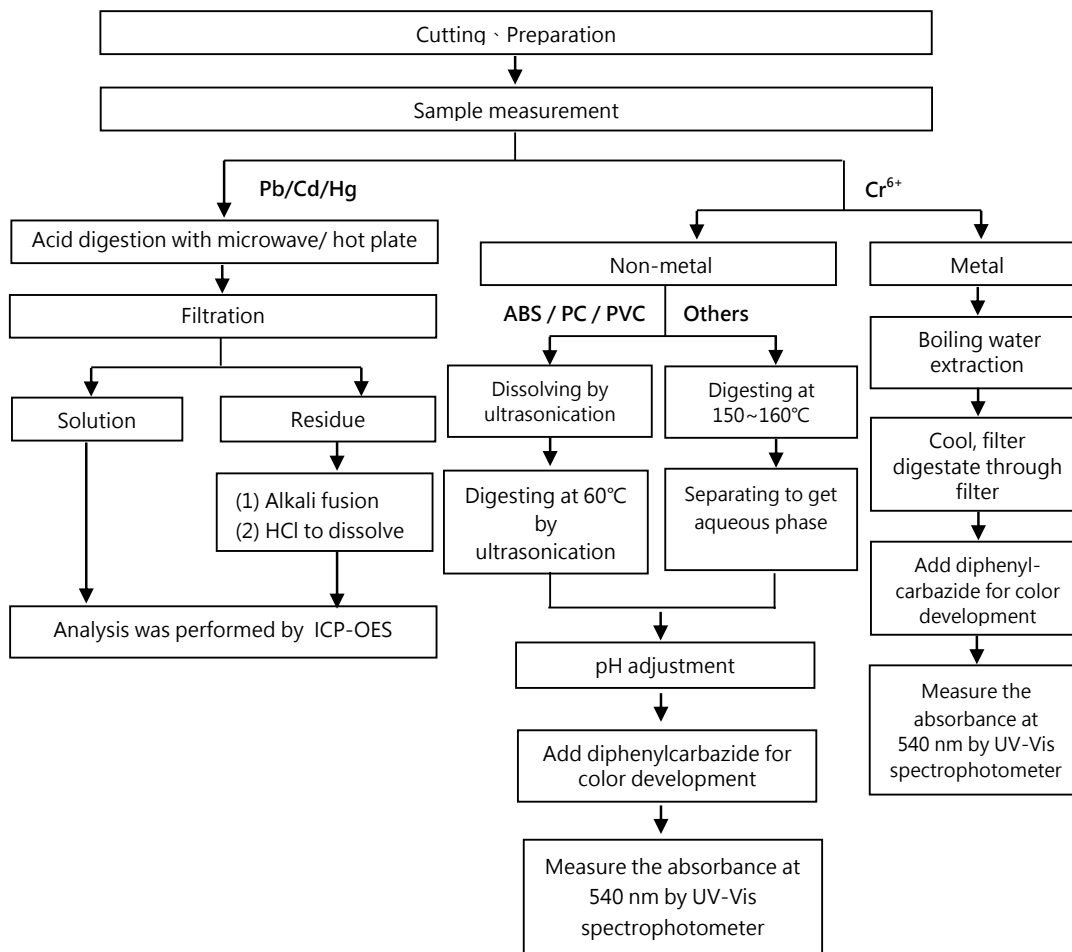 Cutting、Preparation
Sample measurement
Pb/Cd/Hg
Cr⁶⁺
Acid digestion with microwave/ hot plate
Filtration
Solution
Residue
(1) Alkali fusion
(2) HCl to dissolve
Analysis was performed by ICP-OES
Non-metal
ABS / PC / PVC
Others
Dissolving by
ultrasonication
Digesting at 60℃
by
ultrasonication
Digesting at
150~160℃
Separating to get
aqueous phase
pH adjustment
Add diphenylcarbazide for
color development
Measure the absorbance at
540 nm by UV-Vis
spectrophotometer
Metal
Boiling water
extraction
Cool, filter
digestate through
filter
Add diphenyl-
carbazide for color
development
Measure the
absorbance at
540 nm by UV-Vis
spectrophotometer